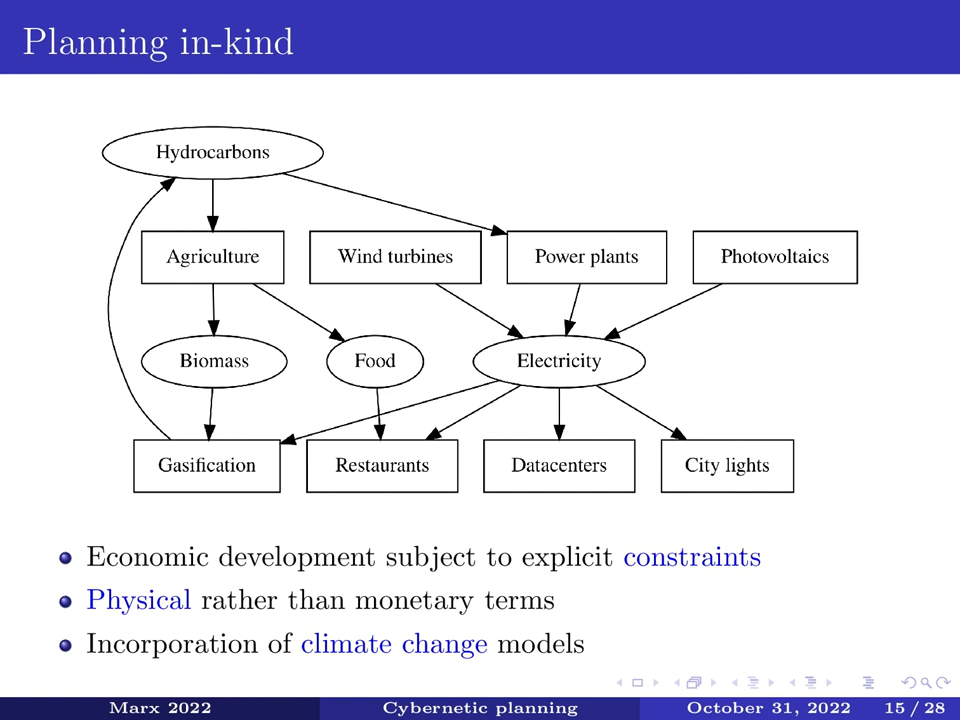 Planning in-kind
Hydrocarbons
Agriculture
Wind turbines
Power plants
Photovoltaics
Biomass
Food
Electricity
Gasification
Restaurants
Datacenters
City lights
Economic development subject to explicit constraints
Physical rather than monetary terms
Incorporation of climate change models
Marx 2022
Cybernetic planning
October 31, 2022
15 / 28